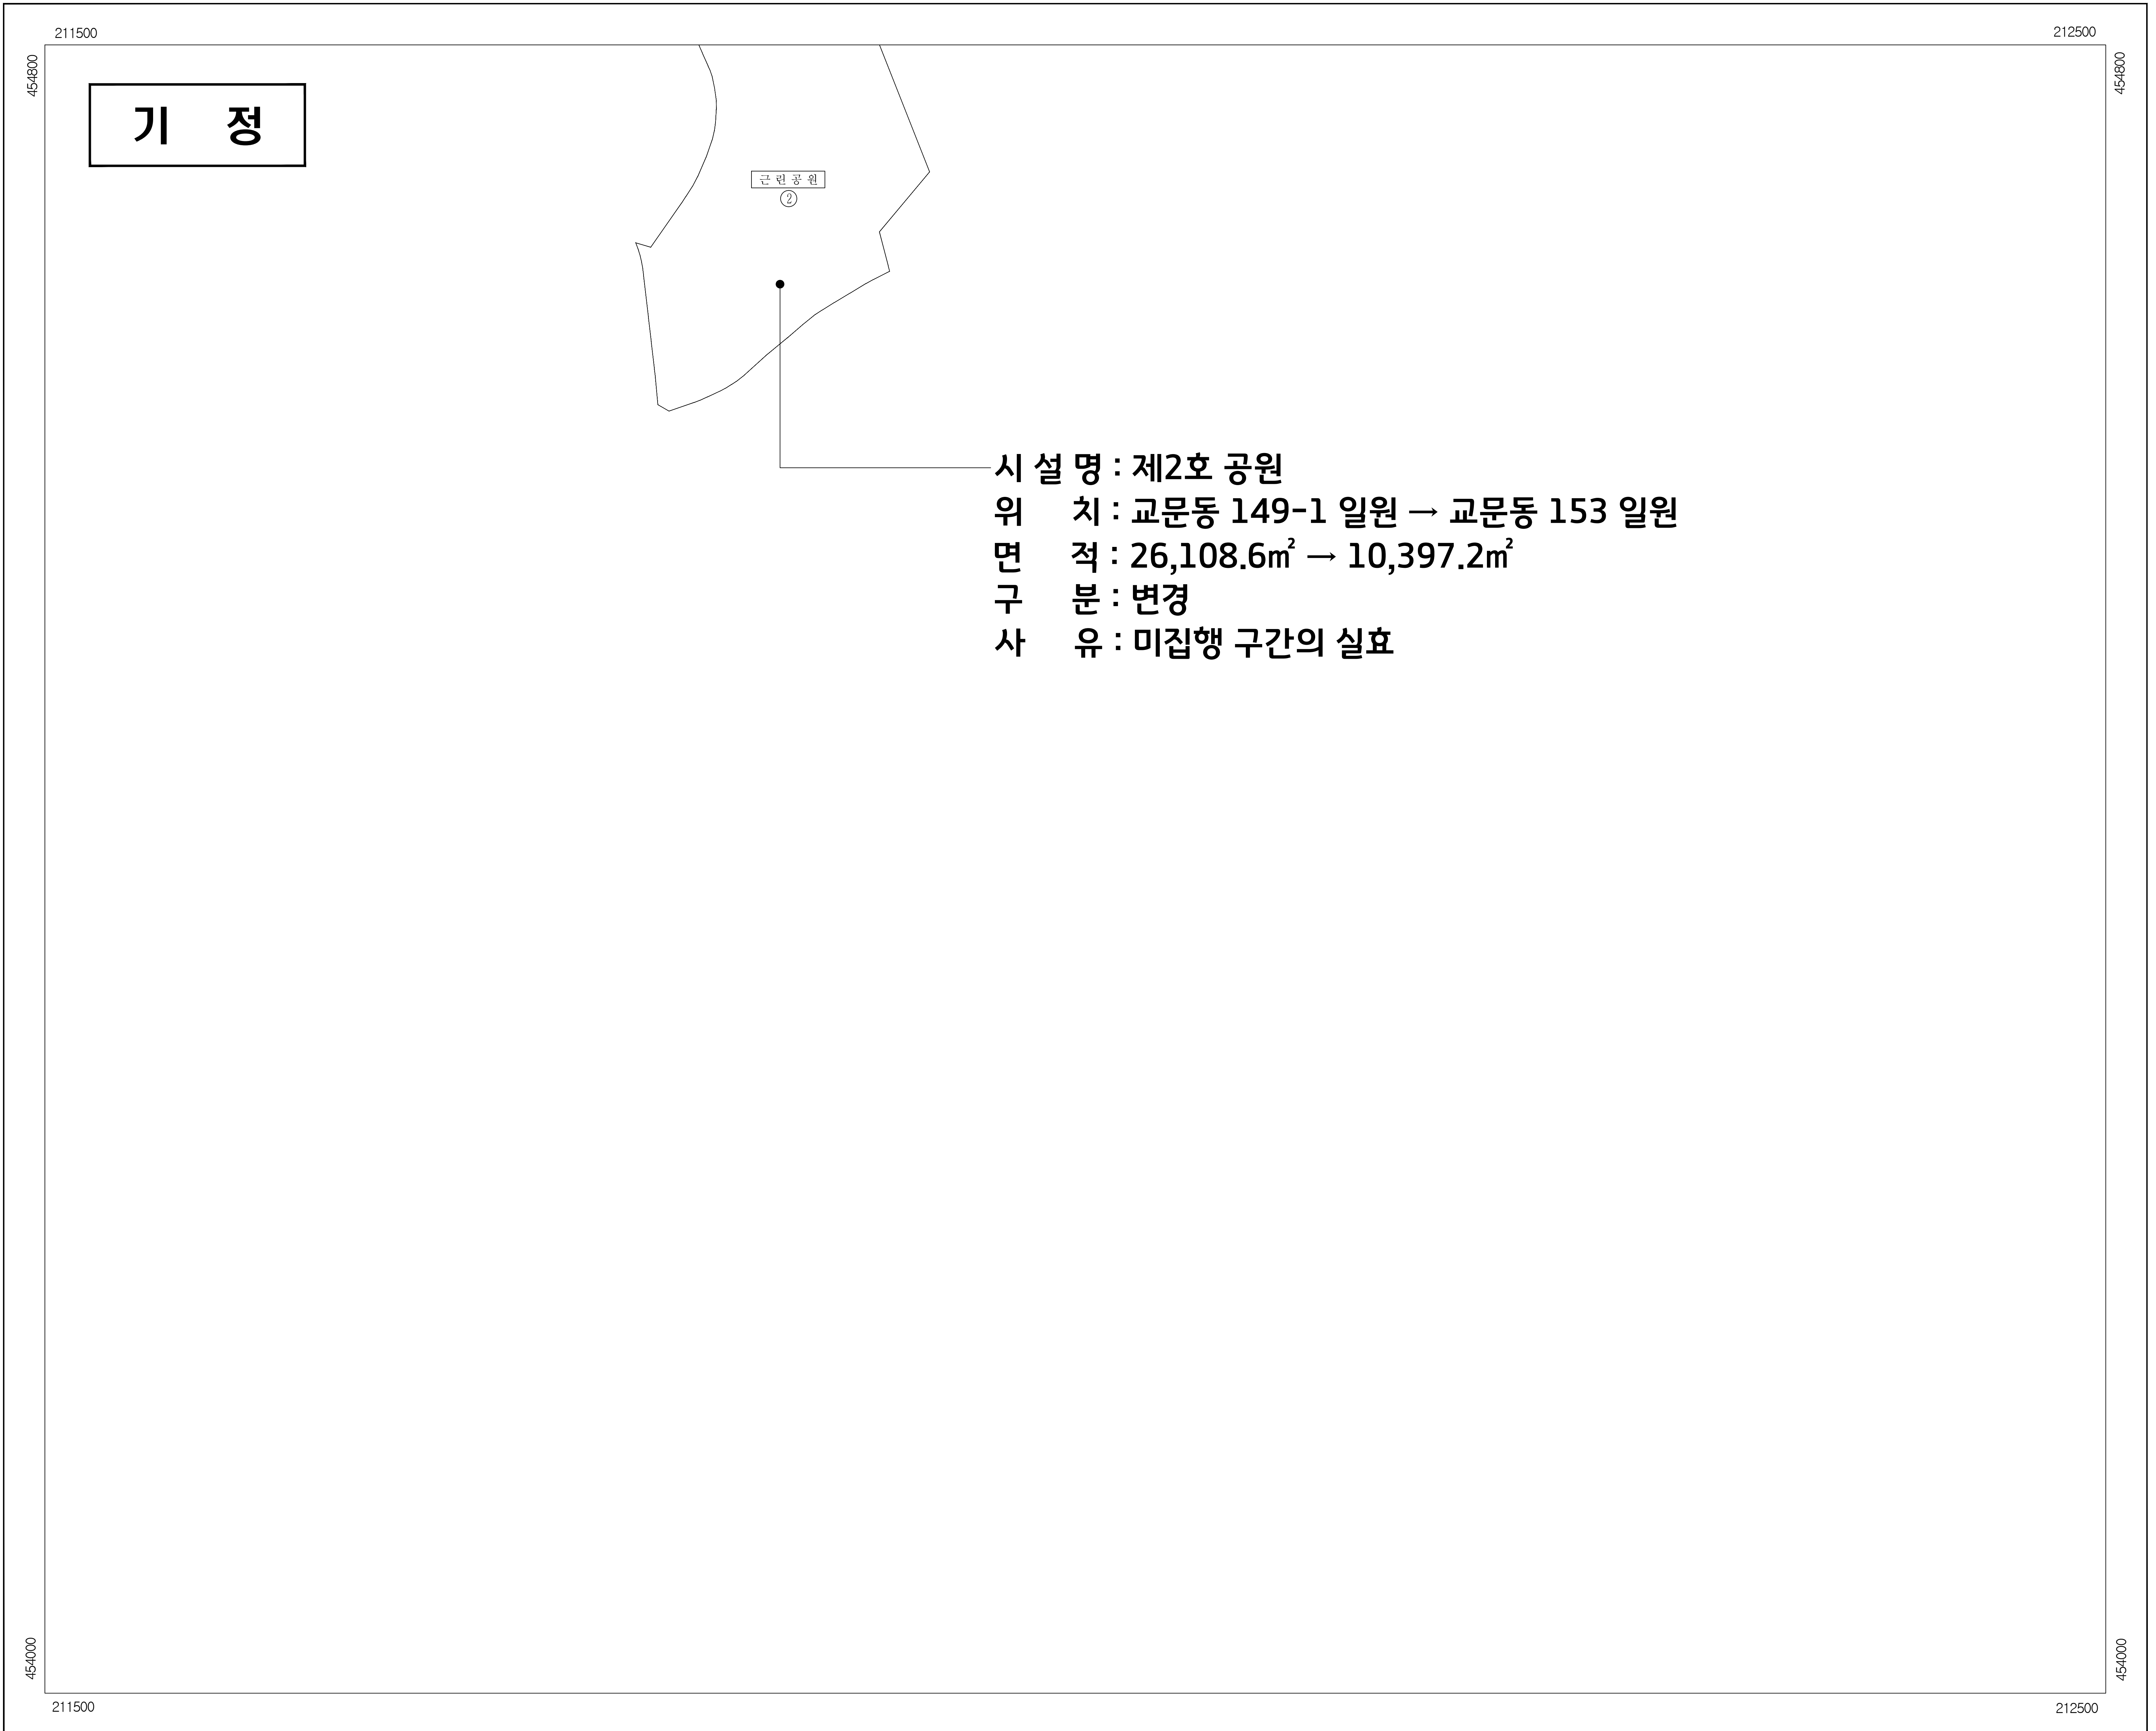 211500
212500
454800
454800
기 정
근린공원
②
시 설 명 : 제2호 공원
위 치 : 교문동 149-1 일원 → 교문동 153 일원
면 적 : 26,108.6㎡ → 10,397.2㎡
구 분 : 변경
사 유 : 미집행 구간의 실효
454000
454000
211500
212500